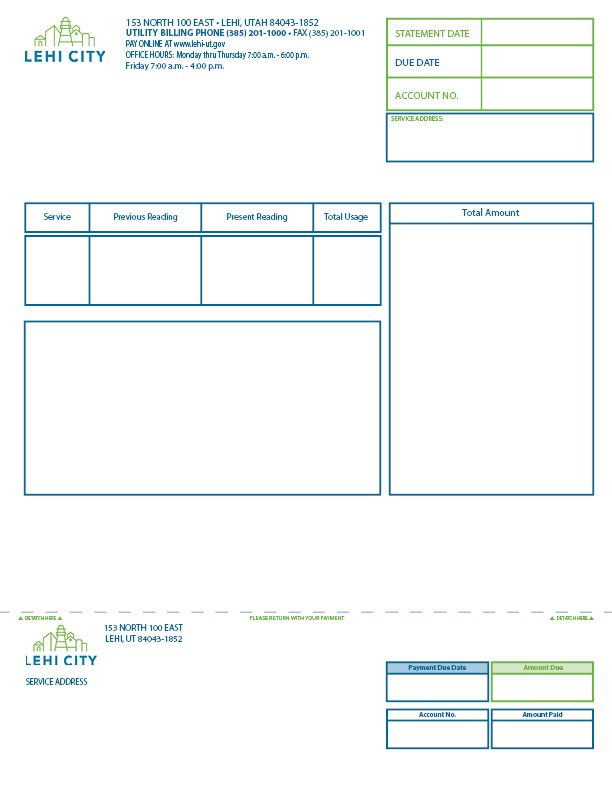 LEHI CITY
153 NORTH 100 EAST • LEHI, UTAH 84043-1852
UTILITY BILLING PHONE (385) 201-1000 • FAX (385) 201-1001
PAY ONLINE AT www.lehi-ut.gov
OFFICE HOURS: Monday thru Thursday 7:00 a.m. - 6:00 p.m.
Friday 7:00 a.m. - 4:00 p.m.
STATEMENT DATE
DUE DATE
ACCOUNT NO.
SERVICE ADDRESS:
Service Previous Reading Present Reading Total Usage
Total Amount
▲ DETATCH HERE ▲ PLEASE RETURN WITH YOUR PAYMENT ▲ DETATCH HERE ▲
LEHI CITY
153 NORTH 100 EAST
LEHI, UT 84043-1852
SERVICE ADDRESS
Payment Due Date Amount Due
Account No. Amount Paid